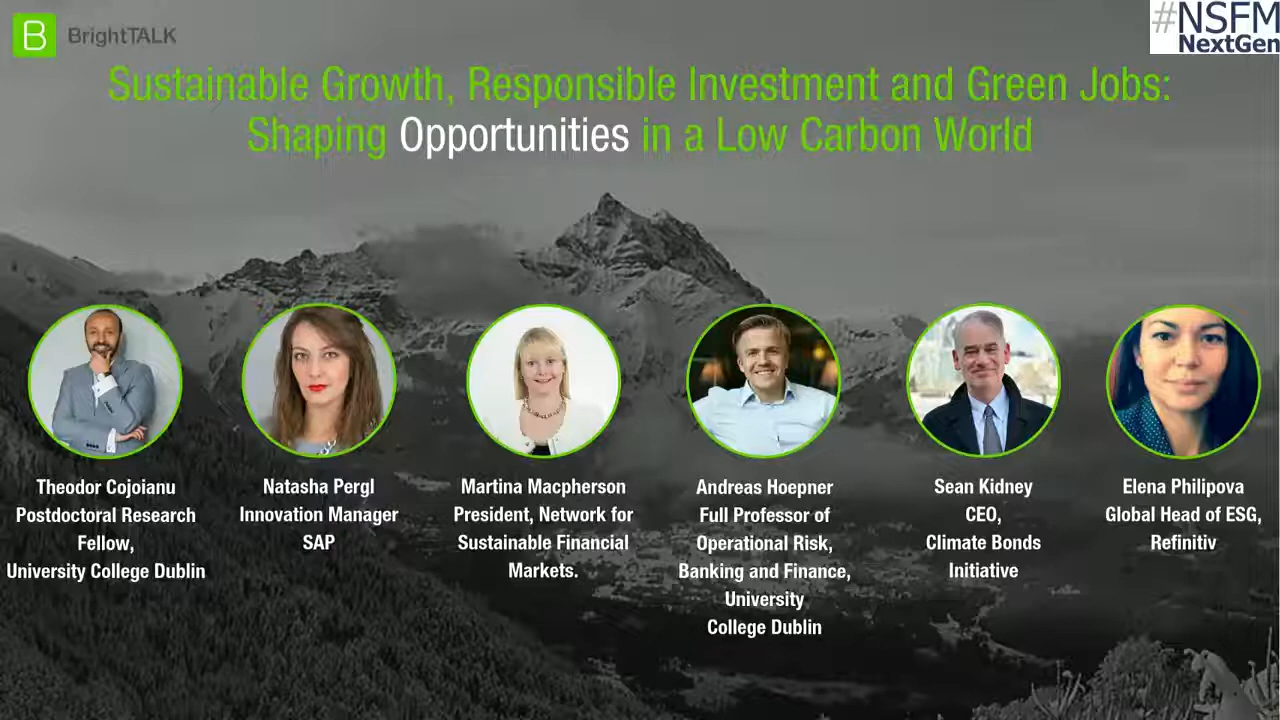 B BrightTALK
#NSFM
NextGen
Sustainable Growth, Responsible Investment and Green Jobs:
Shaping Opportunities in a Low Carbon World
Theodor Cojoianu
Postdoctoral Research
Fellow,
University College Dublin
Natasha Pergl
Innovation Manager
SAP
Martina Macpherson
President, Network for
Sustainable Financial
Markets.
Andreas Hoepner
Full Professor of
Operational Risk,
Banking and Finance,
University
College Dublin
Sean Kidney
CEO,
Climate Bonds
Initiative
Elena Philipova
Global Head of ESG,
Refinitiv